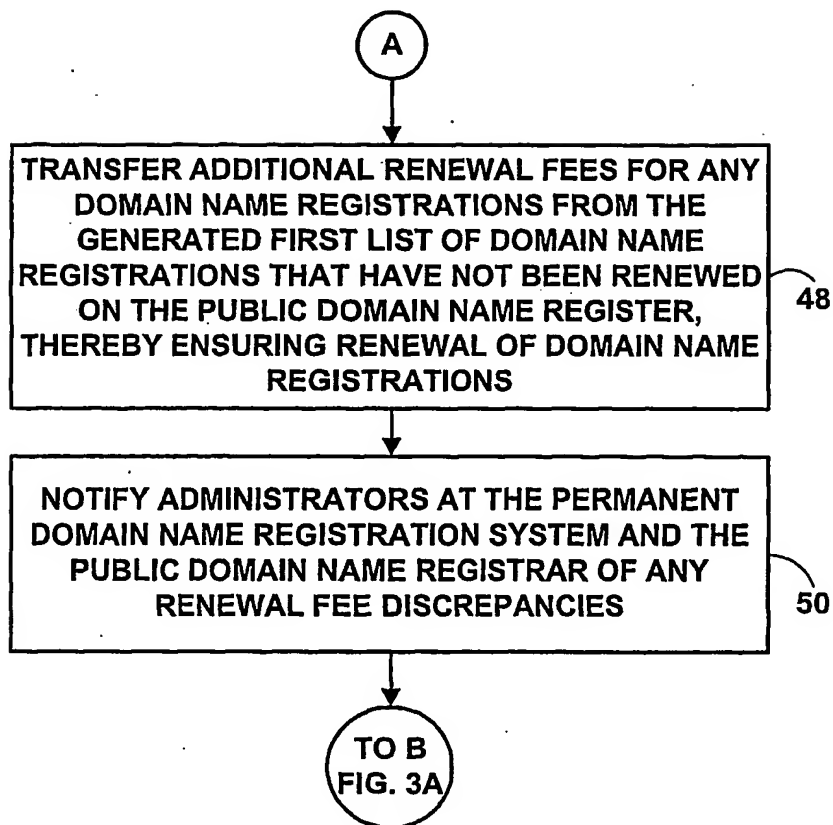 A
TRANSFER ADDITIONAL RENEWAL FEES FOR ANY
DOMAIN NAME REGISTRATIONS FROM THE
GENERATED FIRST LIST OF DOMAIN NAME
REGISTRATIONS THAT HAVE NOT BEEN RENEWED
ON THE PUBLIC DOMAIN NAME REGISTER,
THEREBY ENSURING RENEWAL OF DOMAIN NAME
REGISTRATIONS
48
NOTIFY ADMINISTRATORS AT THE PERMANENT
DOMAIN NAME REGISTRATION SYSTEM AND THE
PUBLIC DOMAIN NAME REGISTRAR OF ANY
RENEWAL FEE DISCREPANCIES
50
TO B
FIG. 3A